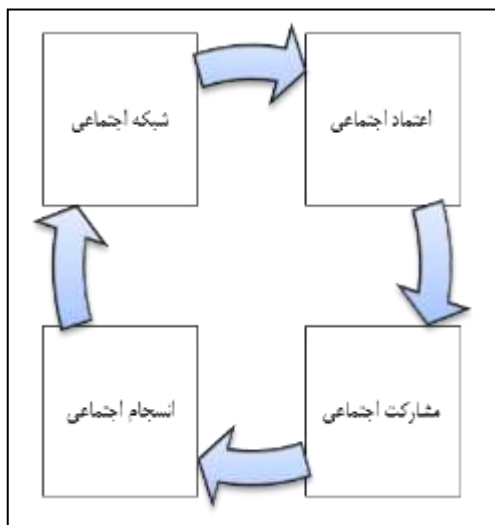 اعتماد اجتماعی
شبکه اجتماعی
مشارکت اجتماعی
انسجام اجتماعی